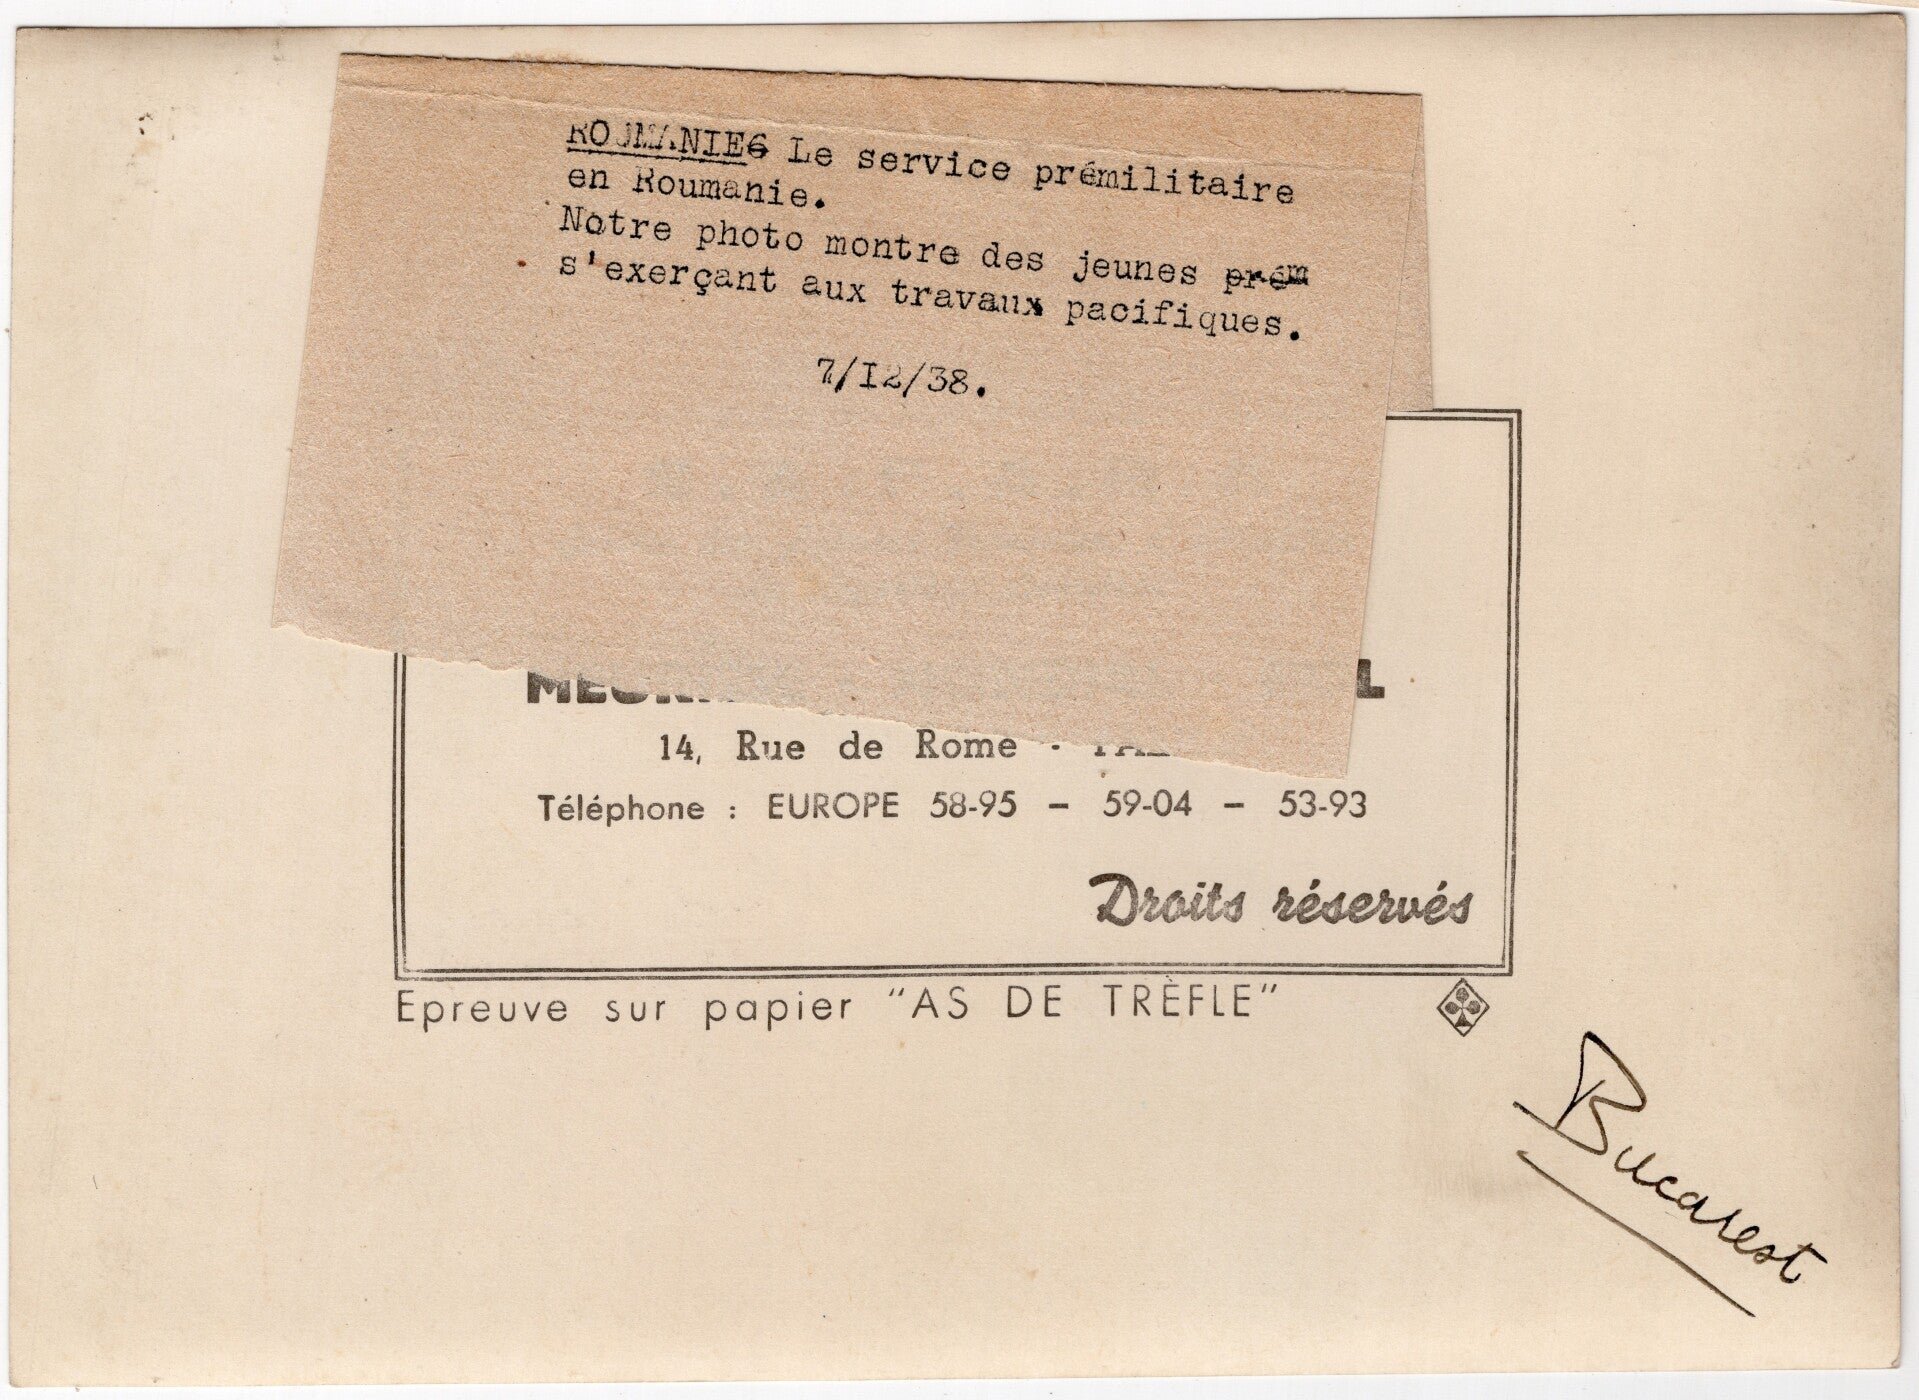 ROUMANIE6 Le service prémilitaire
en Roumanie.
Notre photo montre des jeunes prém
s'exerçant aux travaux pacifiques.
7/I2/38.
14, Rue de Rome
Téléphone : EUROPE 58-95 – 59-04 – 53-93
Droits réservés
Epreuve sur papier "AS DE TRÈFLE"
Bucarest